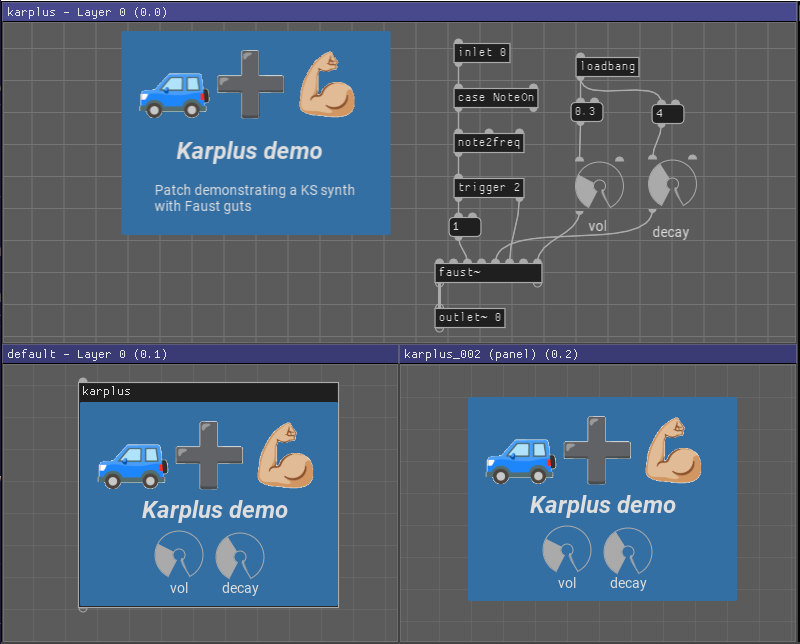 karplus - Layer 0 (0.0)
Karplus demo
Patch demonstrating a KS synth
with Faust guts
inlet 0
case NoteOn
note2freq
trigger 2
1
faust~
outlet~ 0
loadbang
0.3
4
vol
decay
default - Layer 0 (0.1)
karplus
Karplus demo
vol
decay
karplus_002 (panel) (0.2)
Karplus demo
vol
decay